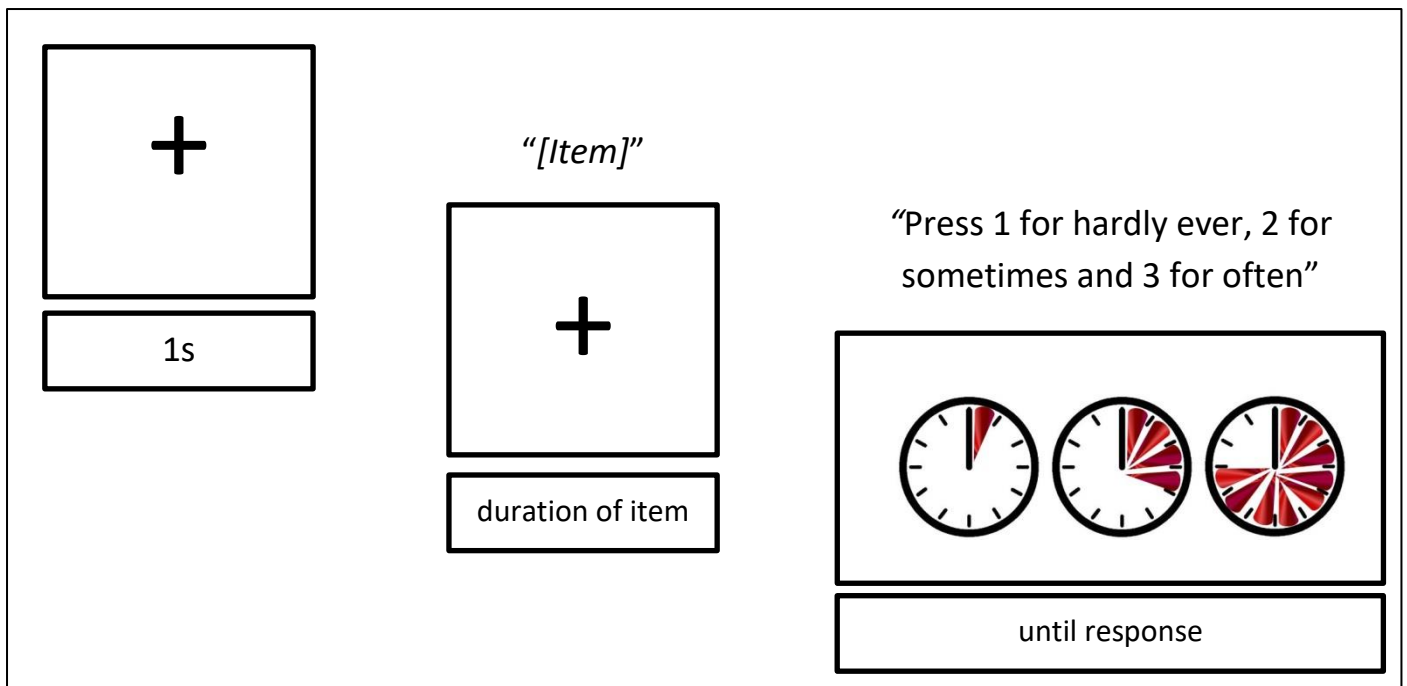 1s
“[Item]”
duration of item
“Press 1 for hardly ever, 2 for
sometimes and 3 for often”
until response